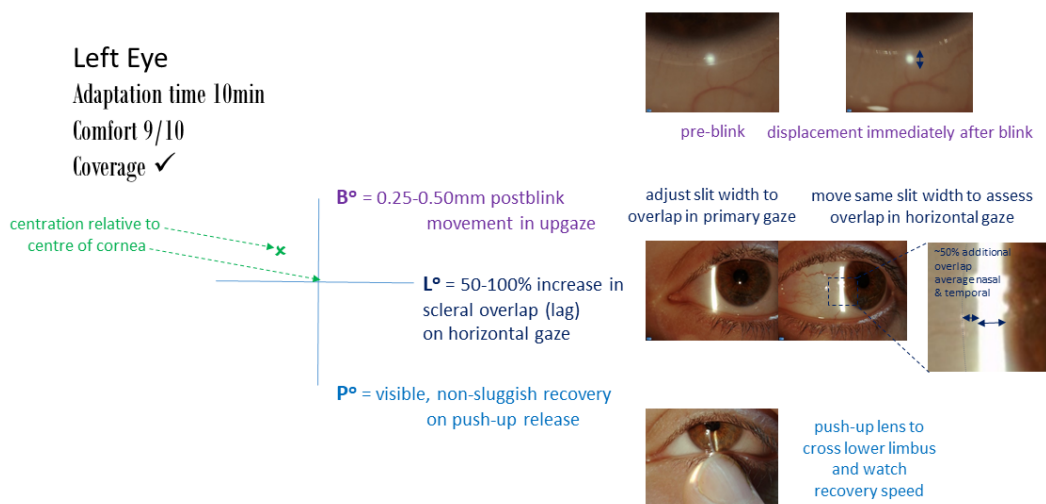 Left Eye
Adaptation time 10min
Comfort 9/10
Coverage ✓
centration relative to
centre of cornea
Bº = 0.25-0.50mm postblink
movement in upgaze
Lº = 50-100% increase in
scleral overlap (lag)
on horizontal gaze
Pº = visible, non-sluggish recovery
on push-up release
pre-blink
displacement immediately after blink
adjust slit width to
overlap in primary gaze
move same slit width to assess
overlap in horizontal gaze
~50% additional
overlap
average nasal
& temporal
push-up lens to
cross lower limbus
and watch
recovery speed